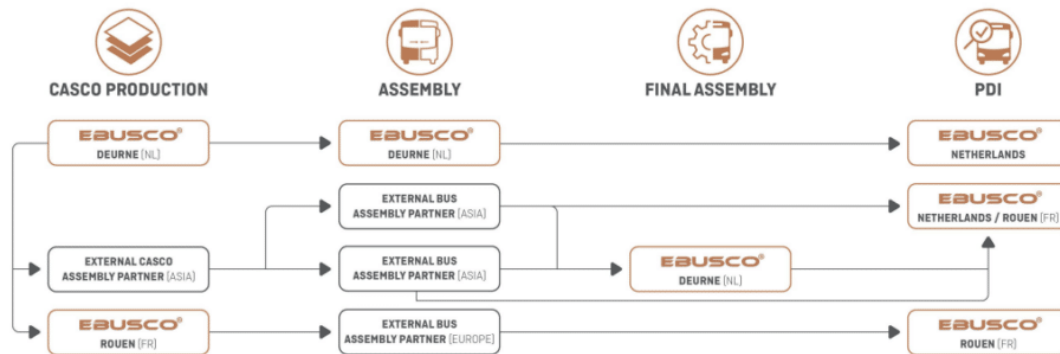 CASCO PRODUCTION
ASSEMBLY
FINAL ASSEMBLY
PDI
EBUSCO®
DEURNE [NL]
EBUSCO®
DEURNE [NL]
EBUSCO®
NETHERLANDS
EXTERNAL BUS
ASSEMBLY PARTNER [ASIA]
EBUSCO®
NETHERLANDS / ROUEN [FR]
EXTERNAL CASCO
ASSEMBLY PARTNER [ASIA]
EXTERNAL BUS
ASSEMBLY PARTNER [ASIA]
EBUSCO®
DEURNE [NL]
EBUSCO®
ROUEN [FR]
EXTERNAL BUS
ASSEMBLY PARTNER [EUROPE]
EBUSCO®
ROUEN [FR]